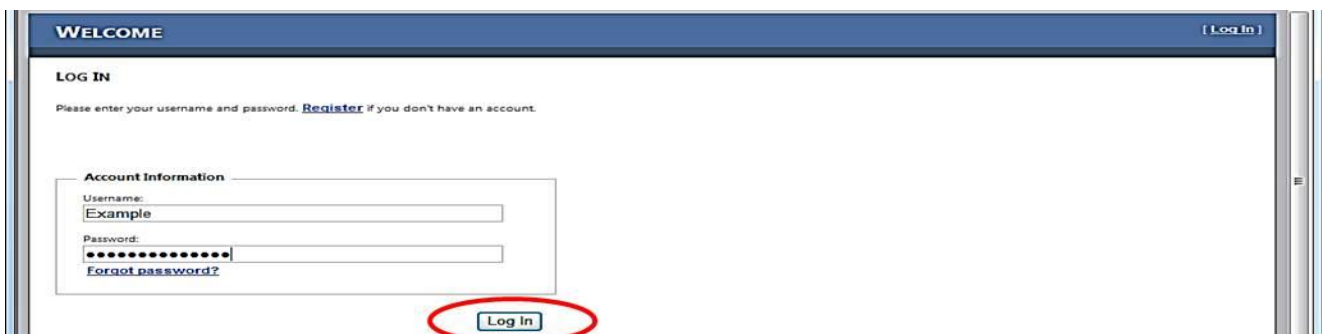 WELCOME
[ Log In ]
LOG IN
Please enter your username and password. Register if you don't have an account.
Account Information
Username:
Example
Password:
●●●●●●●●●●●●●●
Forgot password?
Log In